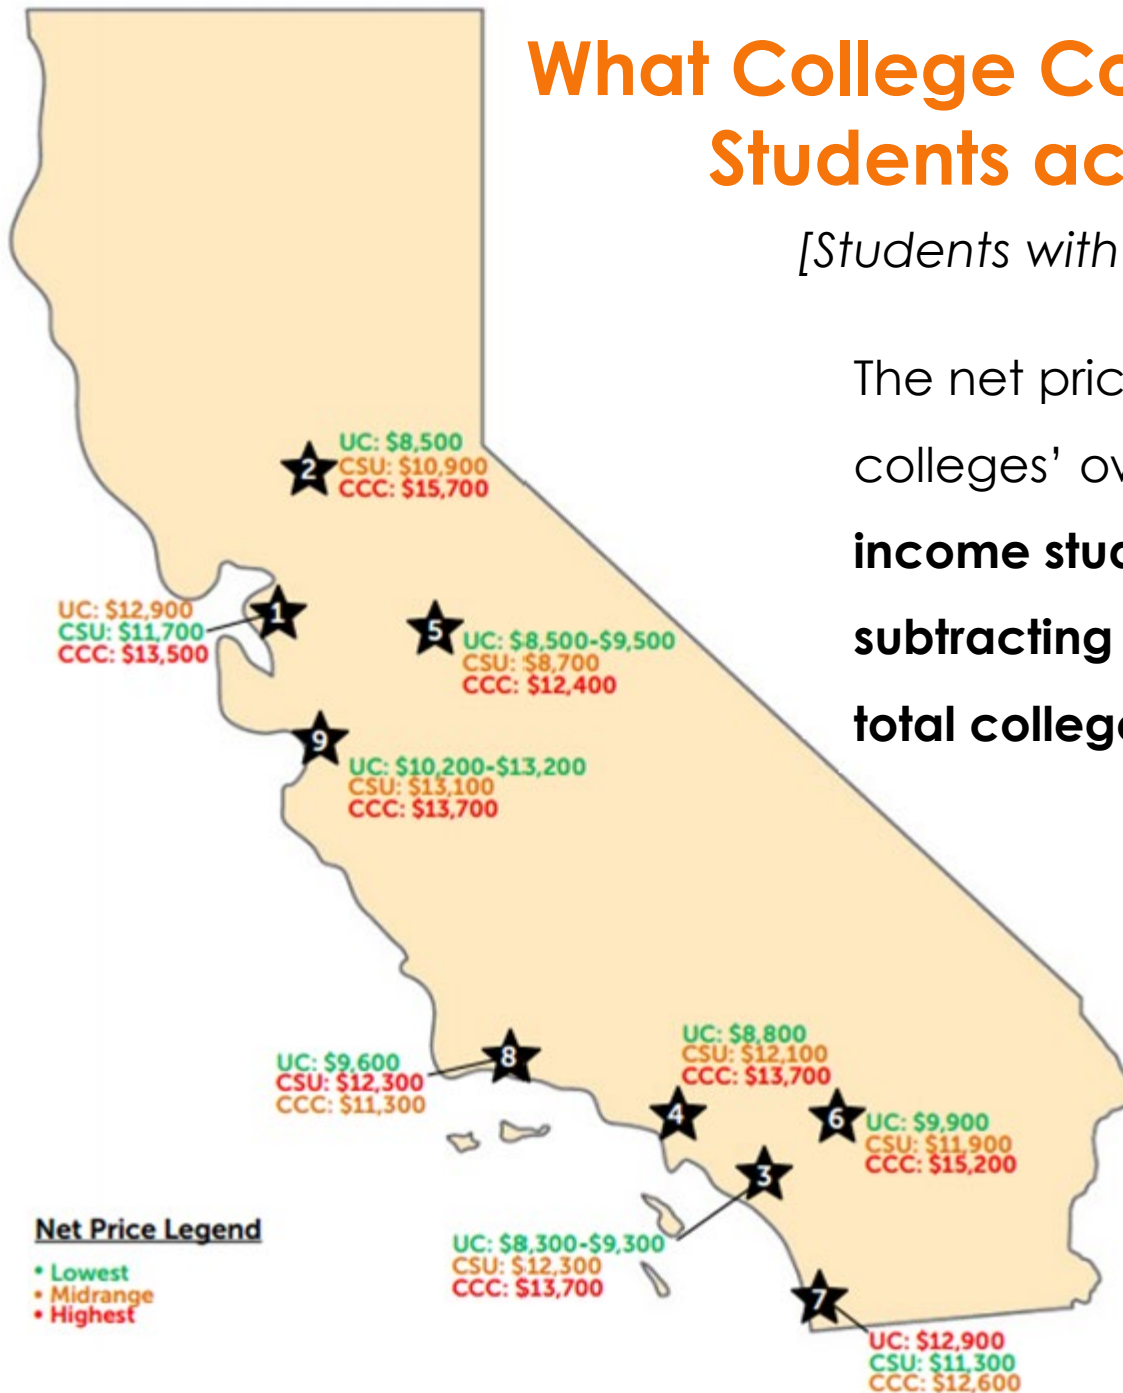 What College Co
Students ac
[Students with
The net pric
colleges’ ov
income stud
subtracting
total college
2
UC: $8,500
CSU: $10,900
CCC: $15,700
1
UC: $12,900
CSU: $11,700
CCC: $13,500
5
UC: $8,500-$9,500
CSU: $8,700
CCC: $12,400
9
UC: $10,200-$13,200
CSU: $13,100
CCC: $13,700
8
UC: $9,600
CSU: $12,300
CCC: $11,300
4
UC: $8,800
CSU: $12,100
CCC: $13,700
6
UC: $9,900
CSU: $11,900
CCC: $15,200
3
UC: $8,300-$9,300
CSU: $12,300
CCC: $13,700
7
UC: $12,900
CSU: $11,300
CCC: $12,600
Net Price Legend
• Lowest
• Midrange
• Highest